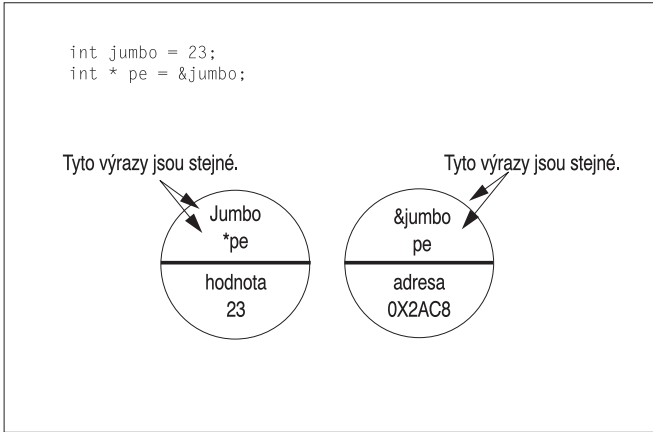 int jumbo = 23;
int * pe = &jumbo;
Tyto výrazy jsou stejné.
Tyto výrazy jsou stejné.
Jumbo
*pe
hodnota
23
&jumbo
pe
adresa
0X2AC8